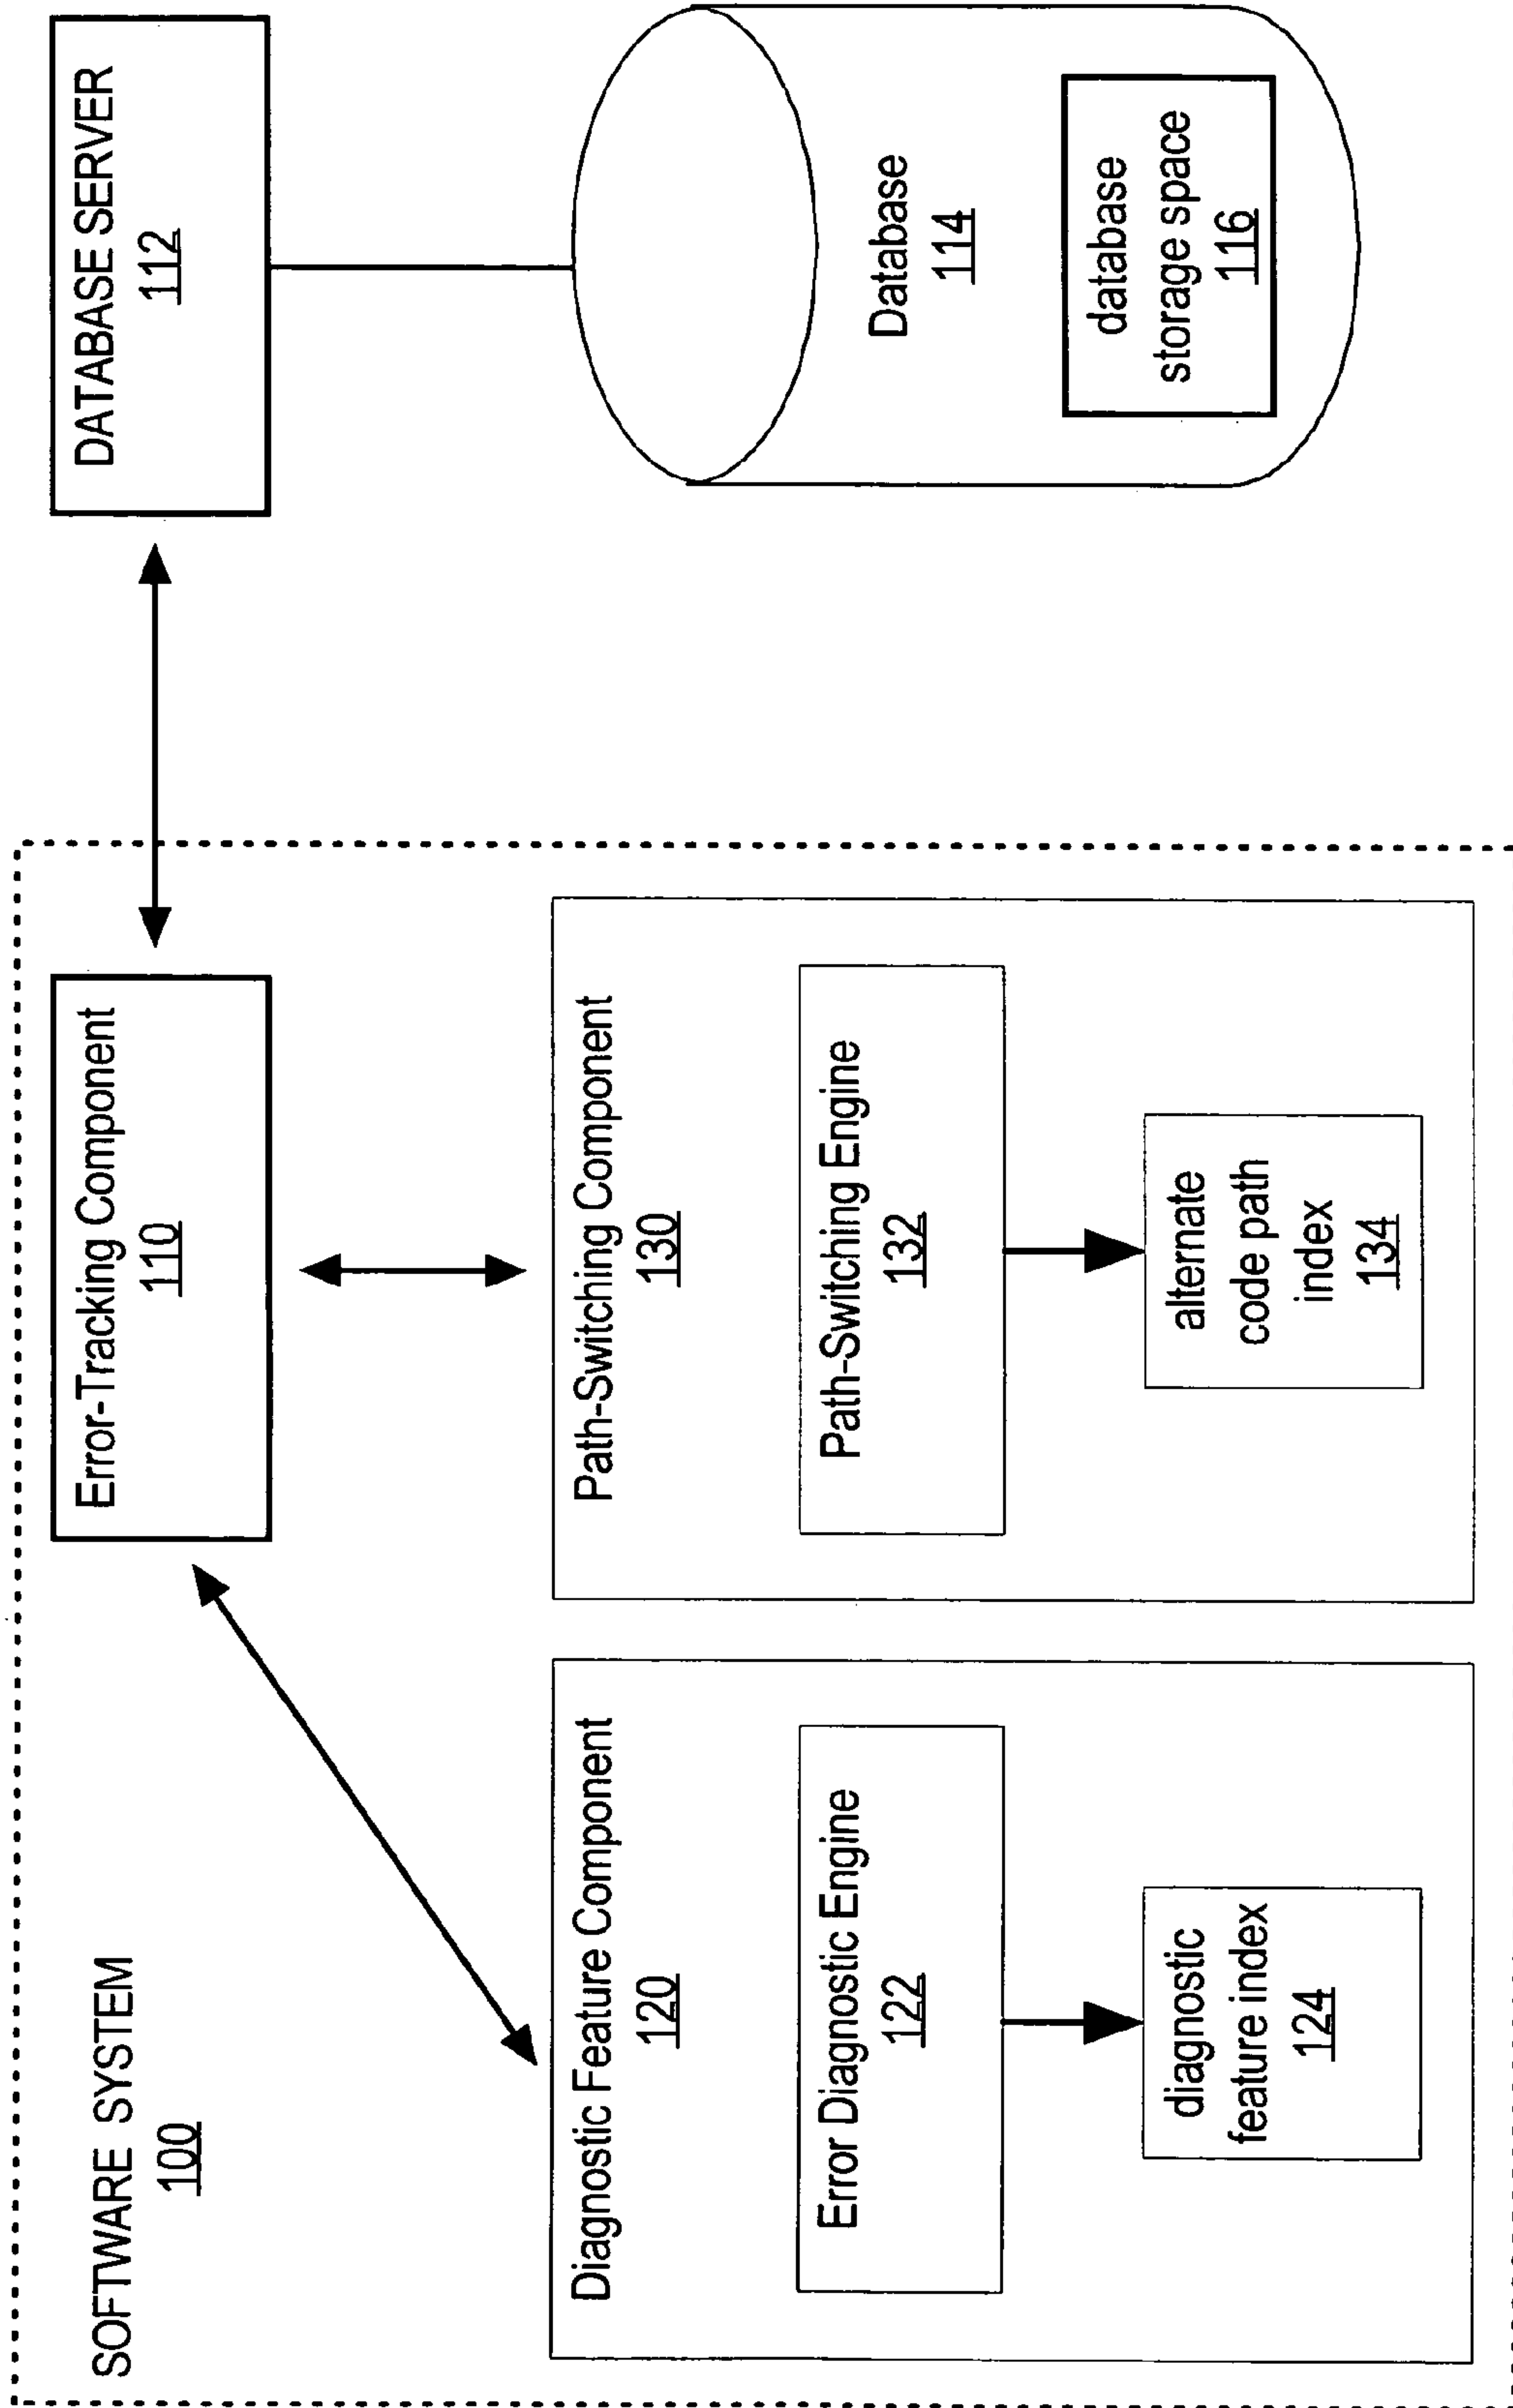 SOFTWARE SYSTEM
100
Error-Tracking Component
110
DATABASE SERVER
112
Diagnostic Feature Component
120
Error Diagnostic Engine
122
diagnostic
feature index
124
Path-Switching Component
130
Path-Switching Engine
132
alternate
code path
index
134
Database
114
database
storage space
116